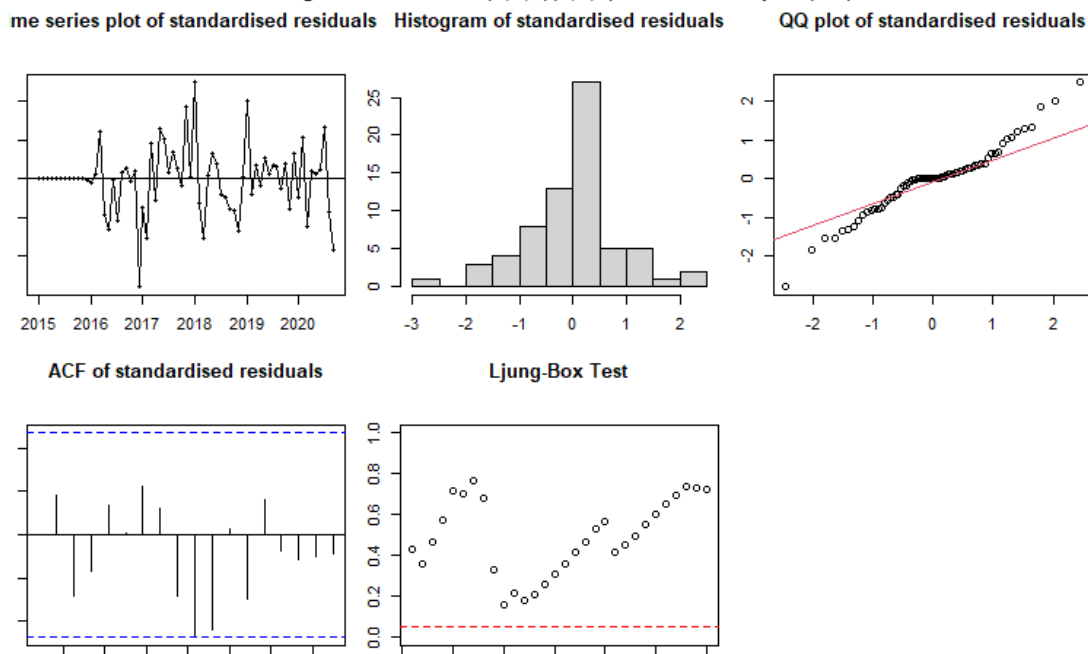 me series plot of standardised residuals
Histogram of standardised residuals
QQ plot of standardised residuals
2015 2016 2017 2018 2019 2020
25
20
15
10
5
0
-3 -2 -1 0 1 2
2
1
0
-1
-2
-2 -1 0 1 2
ACF of standardised residuals
Ljung-Box Test
1.0
0.8
0.6
0.4
0.2
0.0